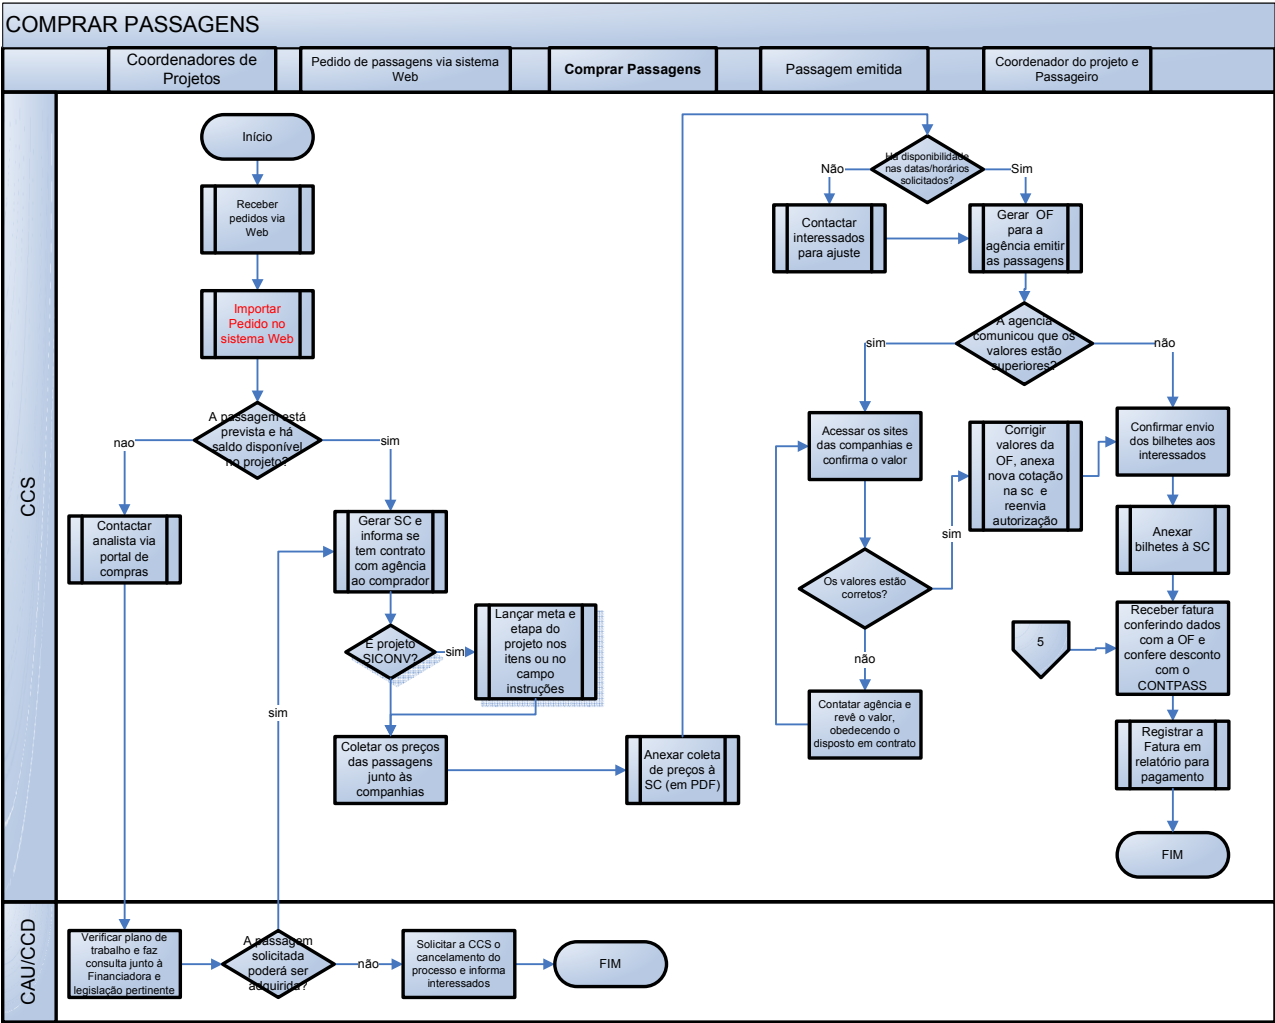 COMPRAR PASSAGENS
Coordenadores de
Projetos
Pedido de passagens via sistema
Web
Comprar Passagens
Passagem emitida
Coordenador do projeto e
Passageiro
CCS
Início
Receber
pedidos via
Web
Importar
Pedido no
sistema Web
A passagem está
prevista e há
saldo disponível
no projeto?
nao
sim
Contactar
analista via
portal de
compras
Gerar SC e
informa se
tem contrato
com agência
ao comprador
É projeto
SICONV?
sim
Lançar meta e
etapa do
projeto nos
itens ou no
campo
instruções
sim
Coletar os preços
das passagens
junto às
companhias
Anexar coleta
de preços à
SC (em PDF)
Há disponibilidade
nas datas/horários
solicitados?
Não
Sim
Contactar
interessados
para ajuste
Gerar OF
para a
agência emitir
as passagens
A agencia
comunicou que os
valores estão
superiores?
sim
não
Acessar os sites
das companhias e
confirma o valor
Corrigir
valores da
OF, anexa
nova cotação
na sc e
reenvia
autorização
Confirmar envio
dos bilhetes aos
interessados
sim
Os valores estão
corretos?
não
Contatar agência e
revê o valor,
obedecendo o
disposto em contrato
Anexar
bilhetes à SC
5
Receber fatura
conferindo dados
com a OF e
confere desconto
com o
CONTPASS
Registrar a
Fatura em
relatório para
pagamento
FIM
CAU/CCD
Verificar plano de
trabalho e faz
consulta junto à
Financiadora e
legislação pertinente
A passagem
solicitada
poderá ser
adquirida?
não
Solicitar a CCS o
cancelamento do
processo e informa
interessados
FIM